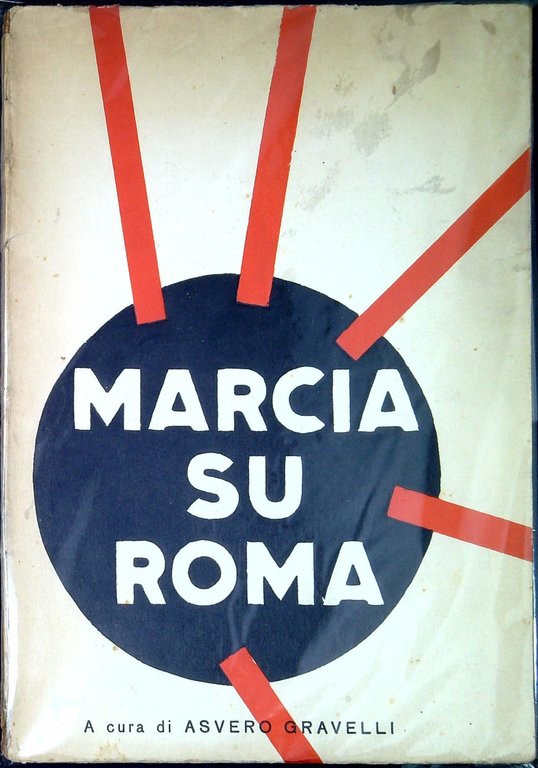 MARCIA
SU
ROMA
A cura di ASVERO GRAVELLI